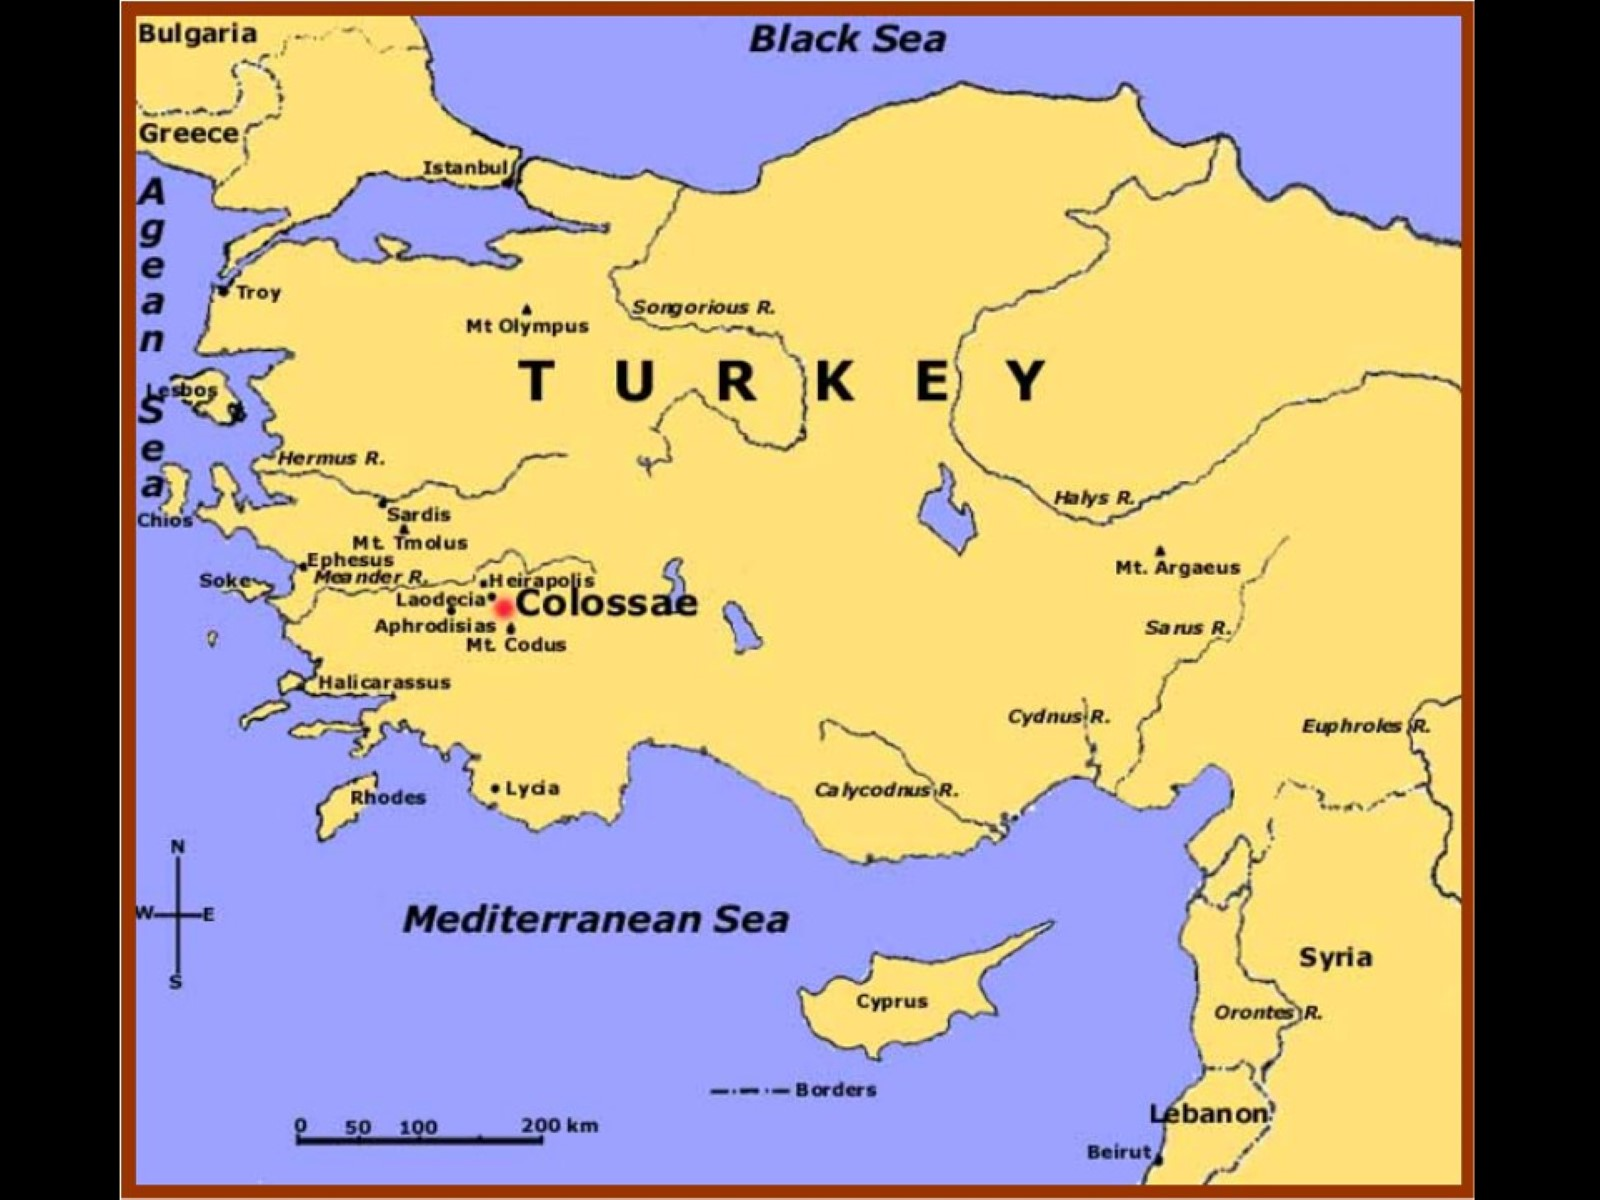 Bulgaria
Black Sea
Greece
Istanbul
Agean Sea
Troy
Songorious R.
Mt Olympus
TURKEY
Lesbos
Hermus R.
Halys R.
Sardis
Chios
Mt. Tmolus
Ephesus
Mt. Argaeus
Meander R.
Soke
Heirapolis
Laodecia
Colossae
Aphrodisias
Sarus R.
Mt. Codus
Halicarassus
Cydnus R.
Euphroles R.
Lycia
Calycodnus R.
Rhodes
N
W
E
S
Mediterranean Sea
Syria
Cyprus
Orontes R.
Borders
Lebanon
0 50 100 200 km
Beirut